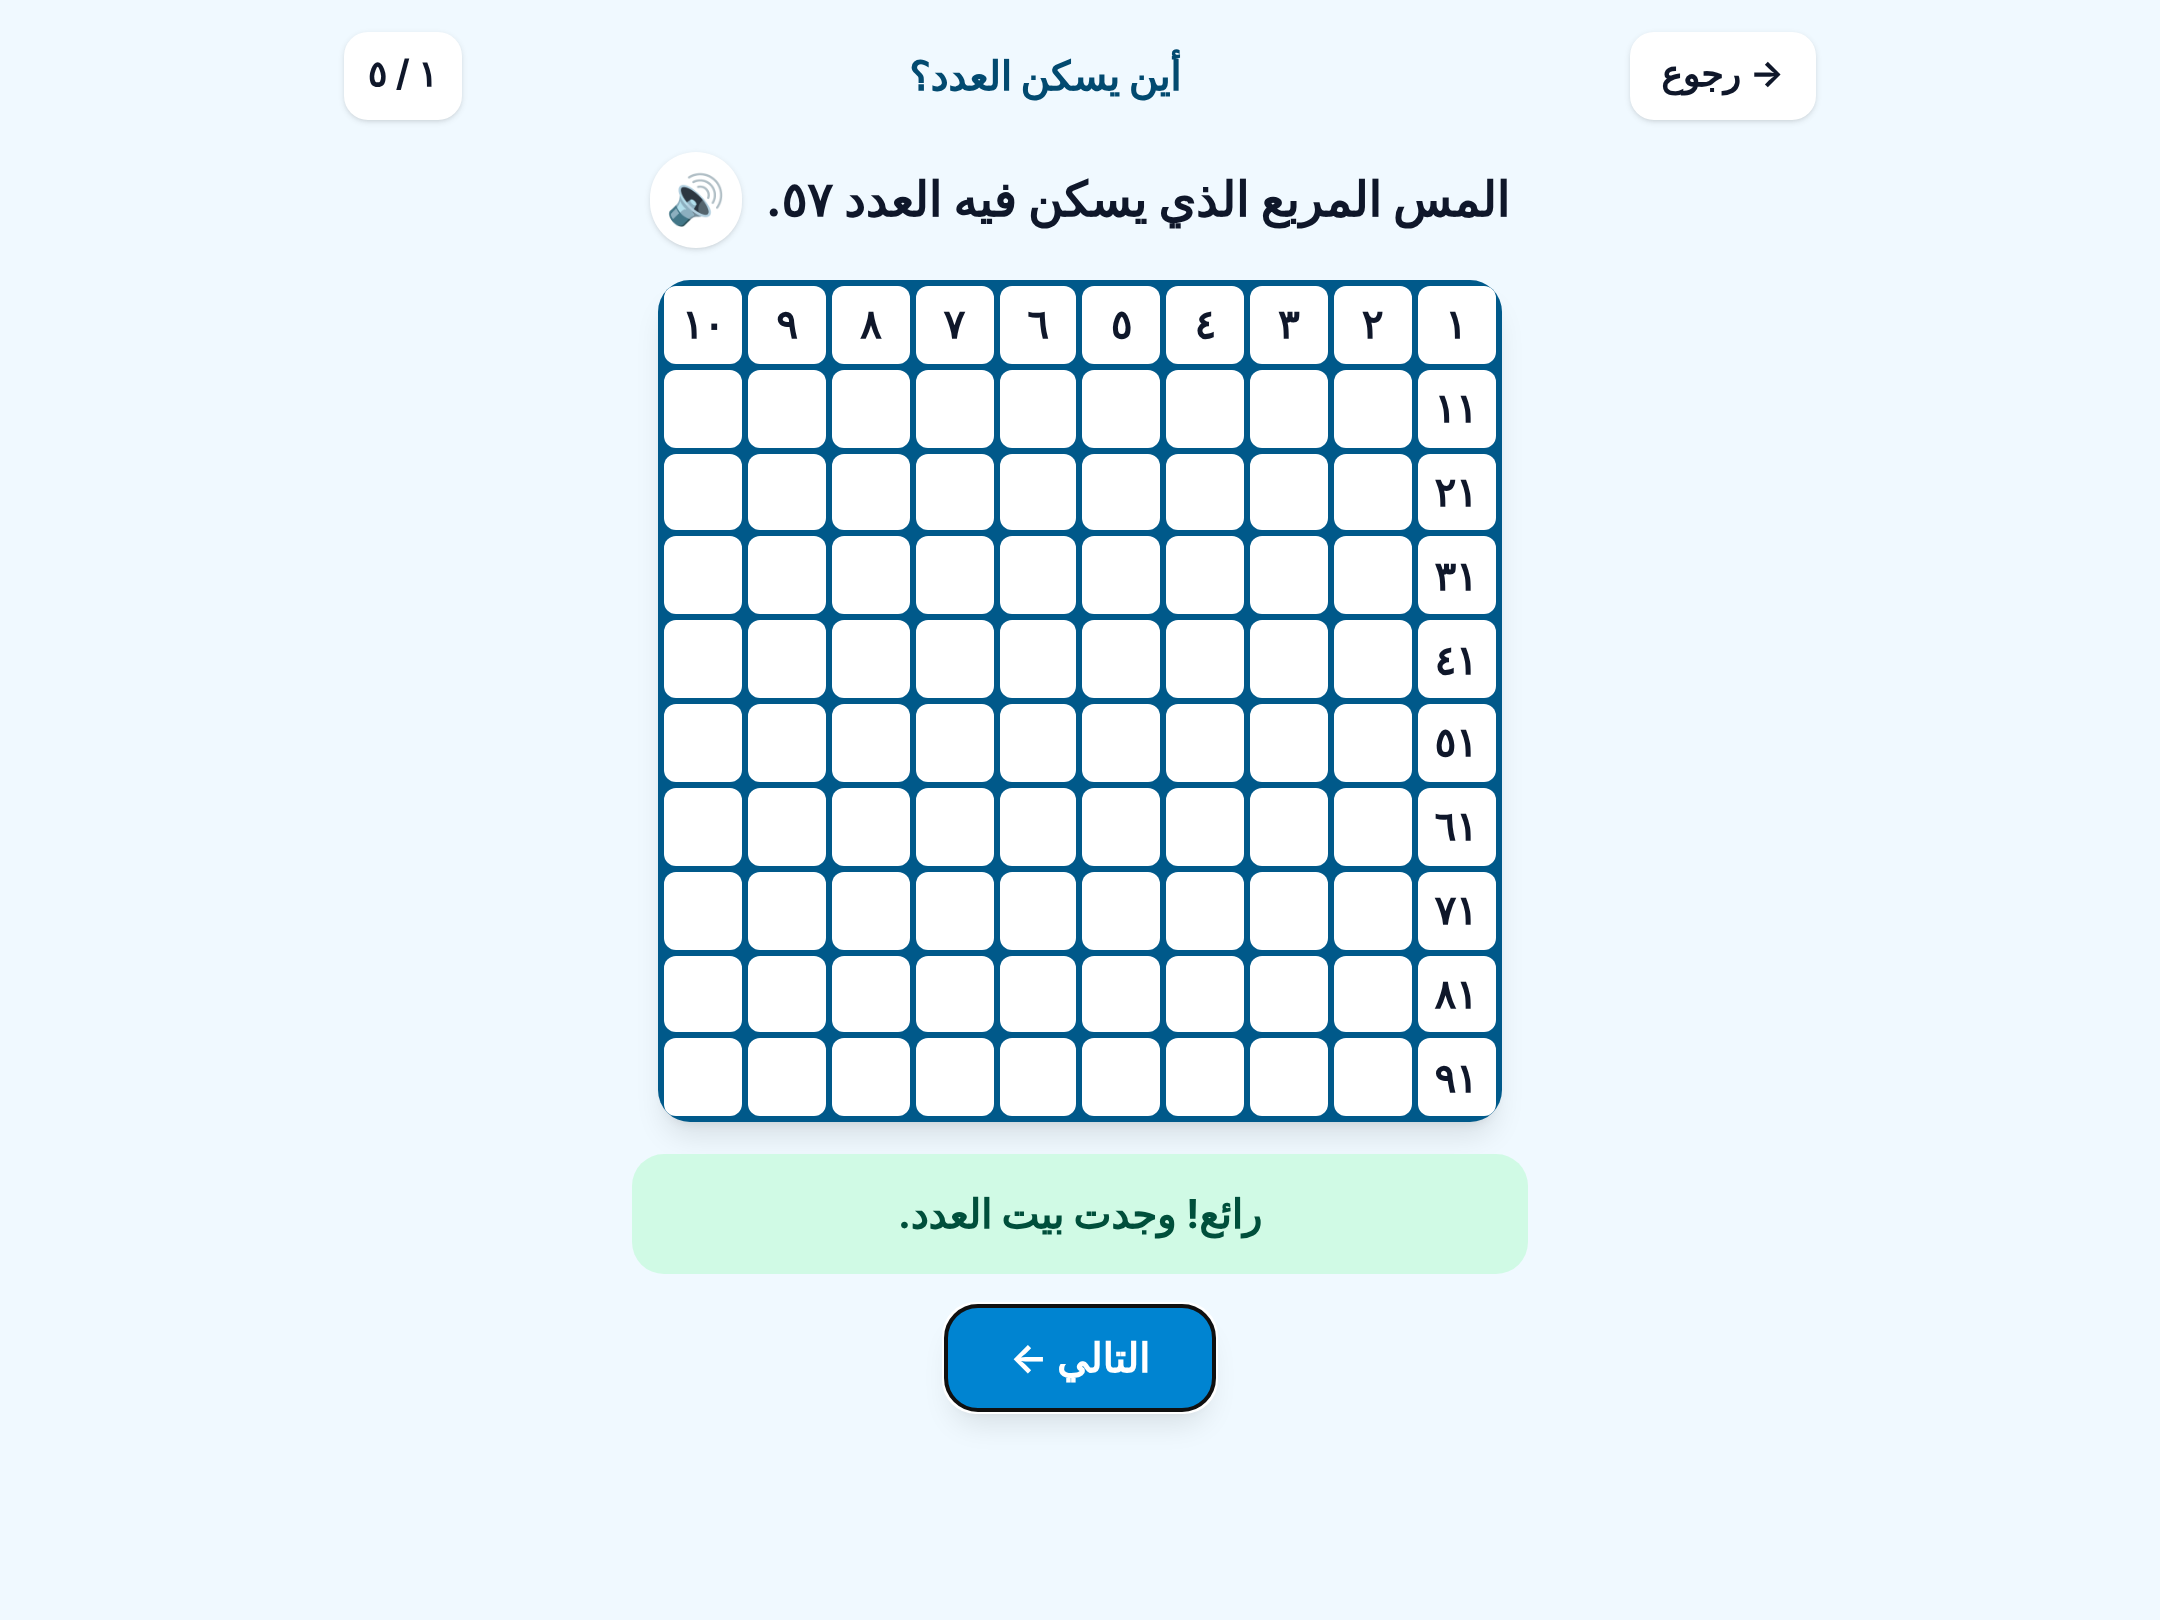 → رجوع
أين يسكن العدد؟
١ / ٥
المس المربع الذي يسكن فيه العدد ٥٧.
١ ٢ ٣ ٤ ٥ ٦ ٧ ٨ ٩ ١٠
١١
٢١
٣١
٤١
٥١
٦١
٧١
٨١
٩١
رائع! وجدت بيت العدد.
التالي ←